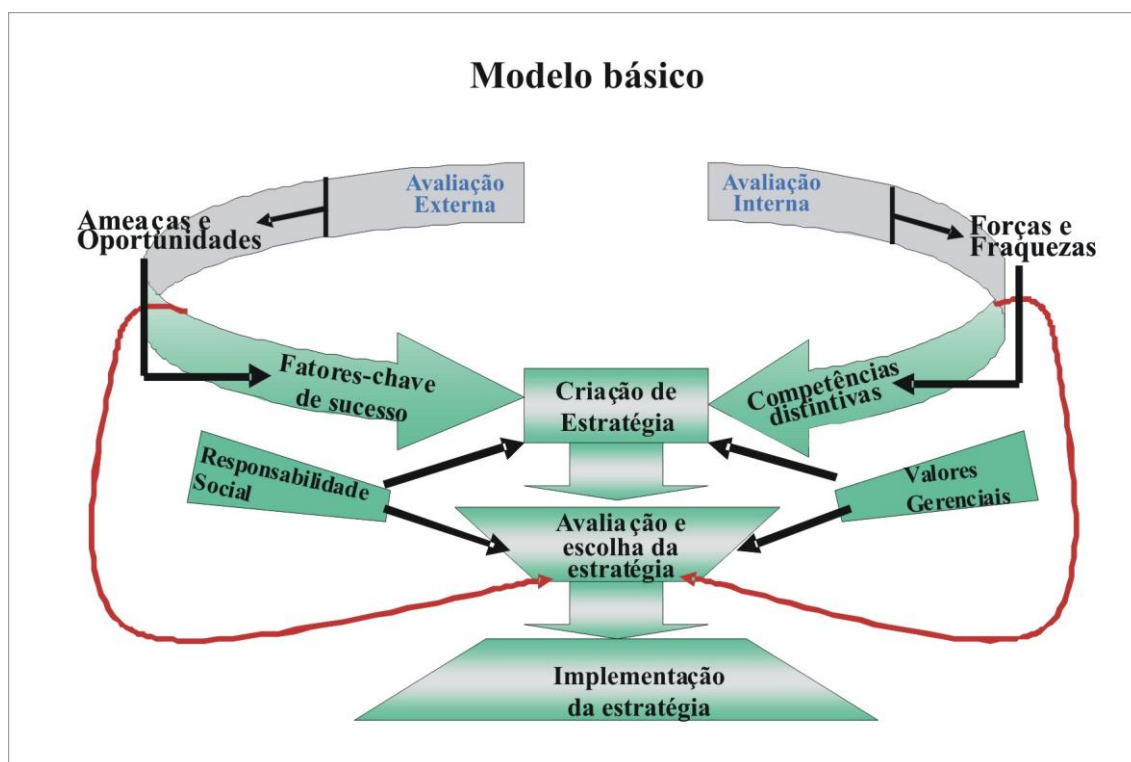 Modelo básico
Avaliação
Externa
Avaliação
Interna
Ameaças e
Oportunidades
Forças e
Fraquezas
Fatores-chave
de sucesso
Criação de
Estratégia
Competências
distintivas
Responsabilidade
Social
Valores
Gerenciais
Avaliação e
escolha da
estratégia
Implementação
da estratégia